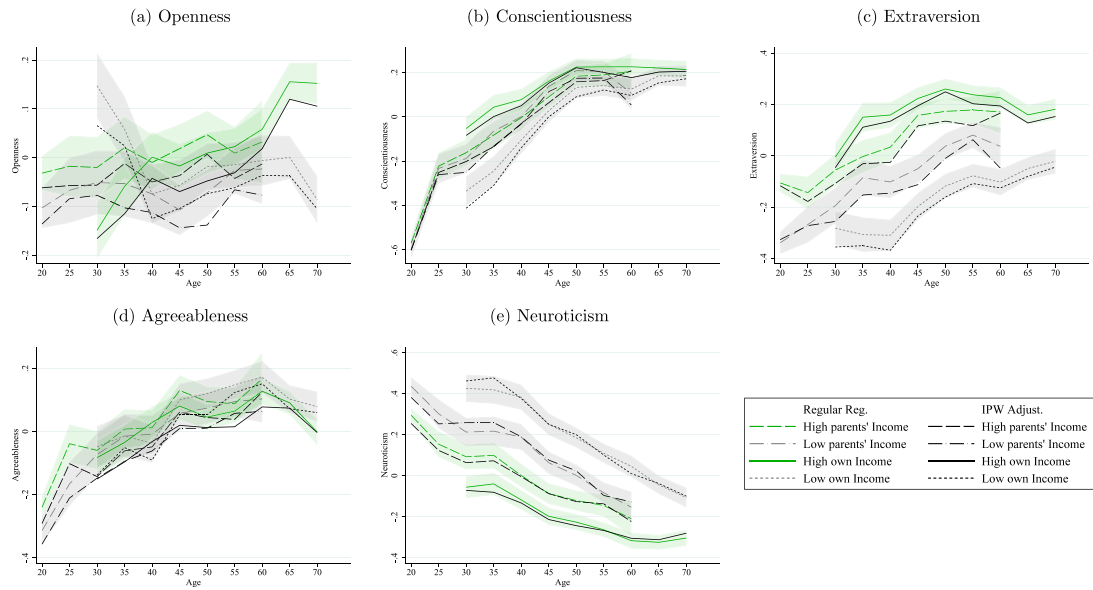 (a) Openness
(b) Conscientiousness
(c) Extraversion
Openness
.2
.1
0
-.1
-.2
20 25 30 35 40 45 50 55 60 65 70
Age
Conscientiousness
.2
0
-.2
-.4
-.6
20 25 30 35 40 45 50 55 60 65 70
Age
Extraversion
.4
.2
0
-.2
-.4
20 25 30 35 40 45 50 55 60 65 70
Age
(d) Agreeableness
(e) Neuroticism
Agreeableness
.2
0
-.2
-.4
20 25 30 35 40 45 50 55 60 65 70
Age
Neuroticism
.6
.4
.2
0
-.2
-.4
20 25 30 35 40 45 50 55 60 65 70
Age
Regular Reg. IPW Adjust.
High parents' Income High parents' Income
Low parents' Income Low parents' Income
High own Income High own Income
Low own Income Low own Income